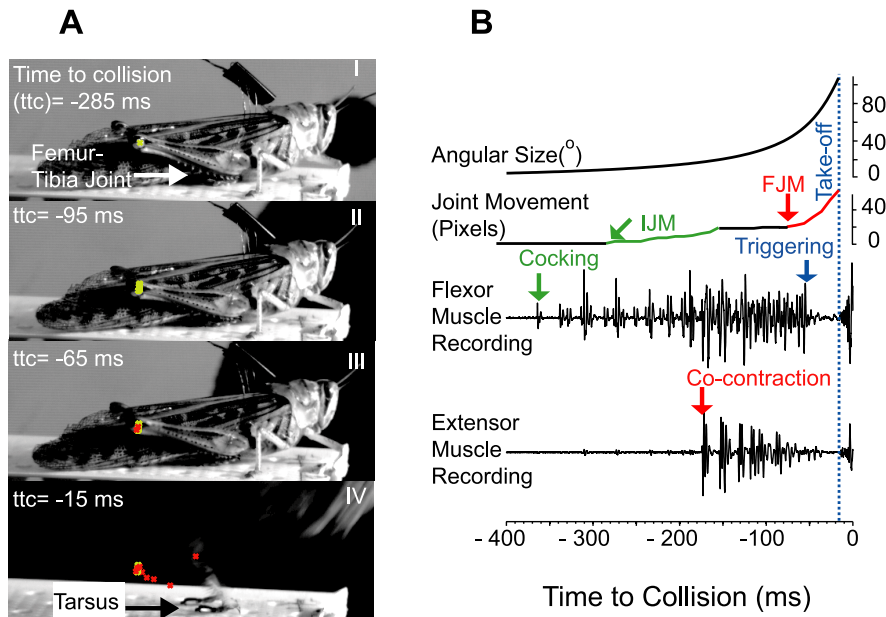 A
Time to collision
(ttc)= -285 ms
I
Femur-
Tibia Joint
ttc= -95 ms
II
ttc= -65 ms
III
ttc= -15 ms
IV
Tarsus
B
Angular Size(°)
80
40
0
Take-off
Joint Movement
(Pixels)
FJM
IJM
40
0
Cocking
Triggering
Flexor
Muscle
Recording
Co-contraction
Extensor
Muscle
Recording
- 400
- 300
- 200
-100
0
Time to Collision (ms)